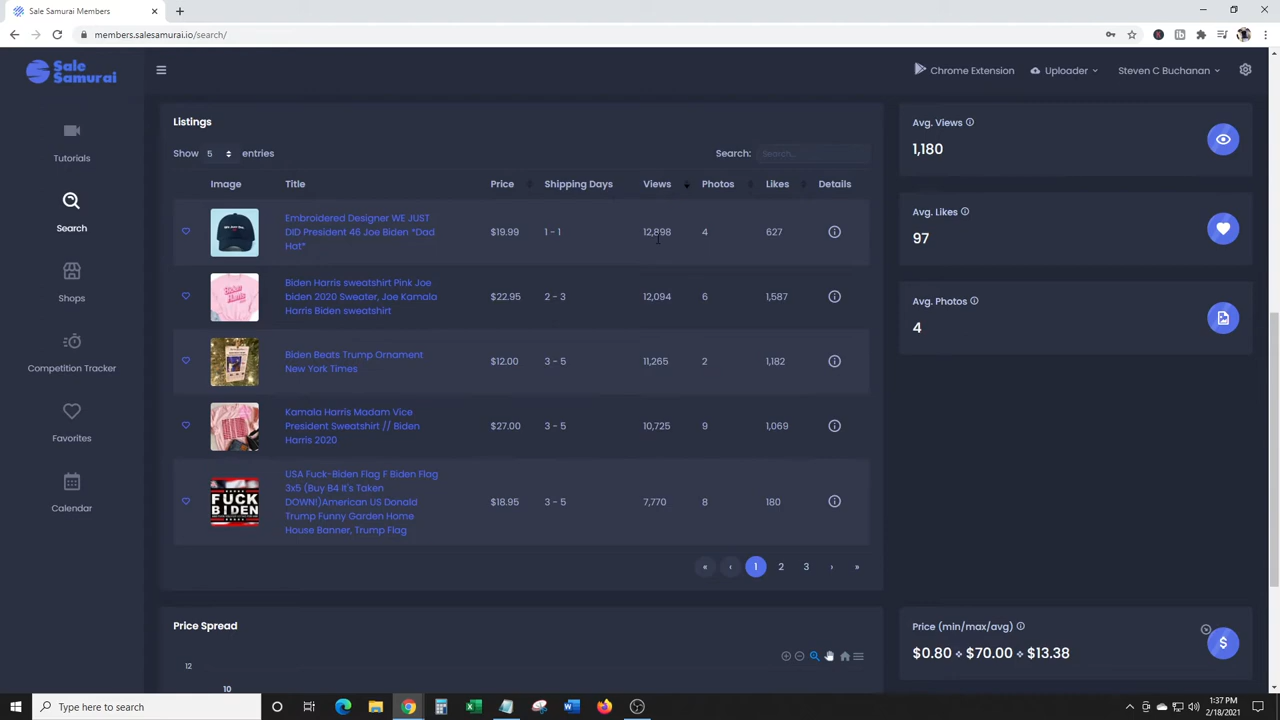 Sale Samurai Members
members.salesamurai.io/search/
Sale
Samurai
Chrome Extension
Uploader
Steven C Buchanan
Tutorials
Search
Shops
Competition Tracker
Favorites
Calendar
Listings
Show 5 entries
Search: Search...
Image Title Price Shipping Days Views Photos Likes Details
Embroidered Designer WE JUST
DID President 46 Joe Biden *Dad
Hat*
$19.99 1 - 1 12,898 4 627
Biden Harris sweatshirt Pink Joe
biden 2020 Sweater, Joe Kamala
Harris Biden sweatshirt
$22.95 2 - 3 12,094 6 1,587
Biden Beats Trump Ornament
New York Times
$12.00 3 - 5 11,265 2 1,182
Kamala Harris Madam Vice
President Sweatshirt // Biden
Harris 2020
$27.00 3 - 5 10,725 9 1,069
FUCK
BIDEN
USA Fuck-Biden Flag F Biden Flag
3x5 (Buy B4 It's Taken
DOWN!)American US Donald
Trump Funny Garden Home
House Banner, Trump Flag
$18.95 3 - 5 7,770 8 180
« ‹ 1 2 3 › »
Avg. Views
1,180
Avg. Likes
97
Avg. Photos
4
Price Spread
12
10
Price (min/max/avg)
$0.80 $70.00 $13.38
Type here to search
1:37 PM
2/18/2021